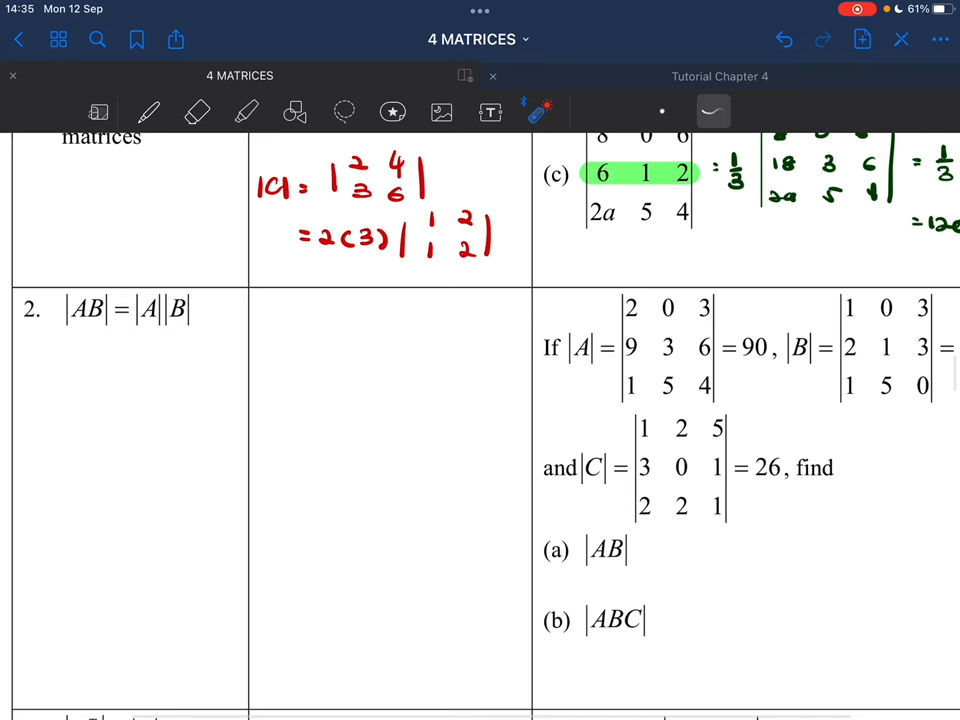 14:35 Mon 12 Sep
61%
4 MATRICES
4 MATRICES
Tutorial Chapter 4
matrices
|C| = | 2 4 |
| 3 6 |
= 2(3) | 1 2 |
| 1 2 |
8 0 6
(c) | 6 1 2 | = 1/3 | 18 3 6 | = 1/3
| 2a 5 4 |
2. |AB| = |A||B|
| 2 0 3 | | 1 0 3 |
If |A| = | 9 3 6 | = 90, |B| = | 2 1 3 | =
| 1 5 4 | | 1 5 0 |
| 1 2 5 |
and |C| = | 3 0 1 | = 26, find
| 2 2 1 |
(a) |AB|
(b) |ABC|